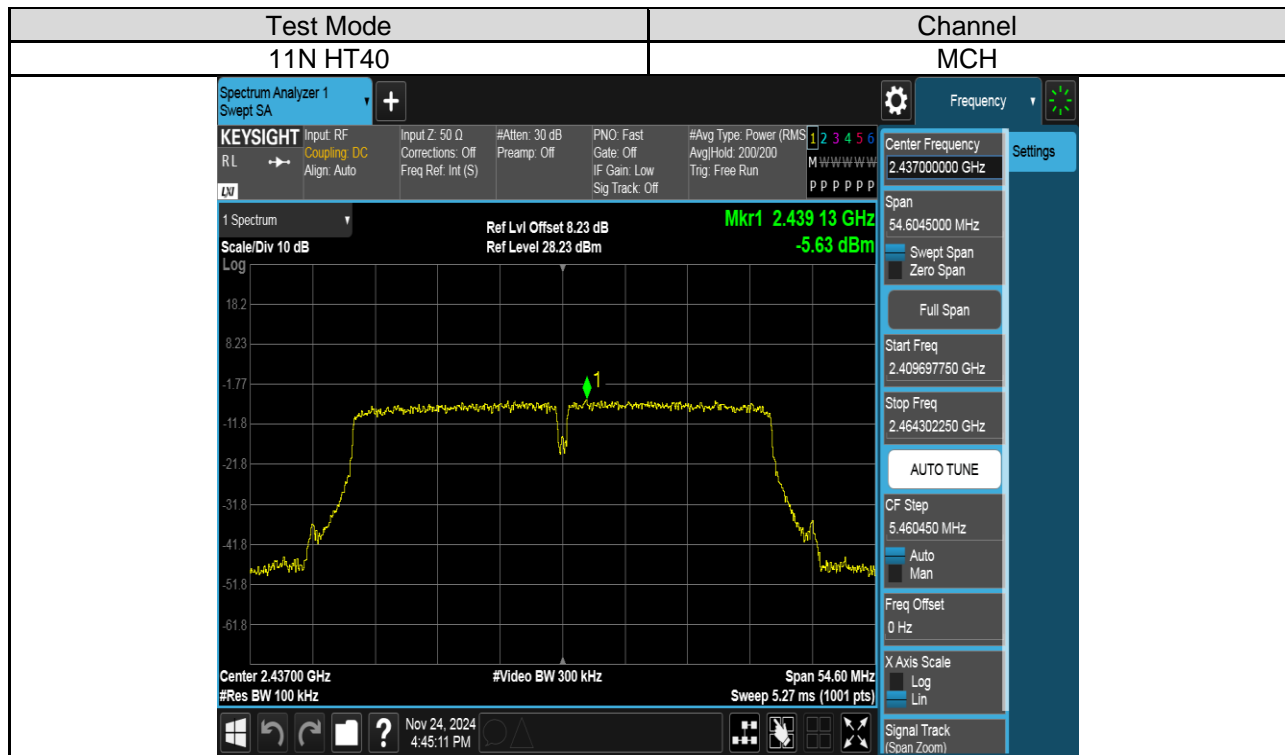 Test Mode Channel
11N HT40 MCH
Spectrum Analyzer 1
Swept SA
+
Frequency
KEYSIGHT Input: RF Input Z: 50 Ω #Atten: 30 dB PNO: Fast #Avg Type: Power (RMS 1 2 3 4 5 6
RL Coupling: DC Corrections: Off Preamp: Off Gate: Off Avg|Hold: 200/200 M W W W W W
Align: Auto Freq Ref: Int (S) IF Gain: Low Trig: Free Run
LXI Sig Track: Off P P P P P P
1 Spectrum Ref Lvl Offset 8.23 dB Mkr1 2.439 13 GHz
Scale/Div 10 dB Ref Level 28.23 dBm -5.63 dBm
Log
18.2
8.23
-1.77
1
-11.8
-21.8
-31.8
-41.8
-51.8
-61.8
Center 2.43700 GHz #Video BW 300 kHz Span 54.60 MHz
#Res BW 100 kHz Sweep 5.27 ms (1001 pts)
Center Frequency
2.437000000 GHz
Settings
Span
54.6045000 MHz
Swept Span
Zero Span
Full Span
Start Freq
2.409697750 GHz
Stop Freq
2.464302250 GHz
AUTO TUNE
CF Step
5.460450 MHz
Auto
Man
Freq Offset
0 Hz
X Axis Scale
Log
Lin
Signal Track
(Span Zoom)
?
Nov 24, 2024
4:45:11 PM